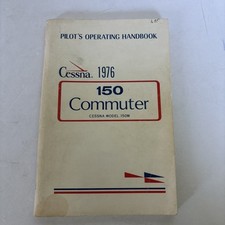 PILOT'S OPERATING HANDBOOK
Cessna. 1976
150
Commuter
CESSNA MODEL 150M